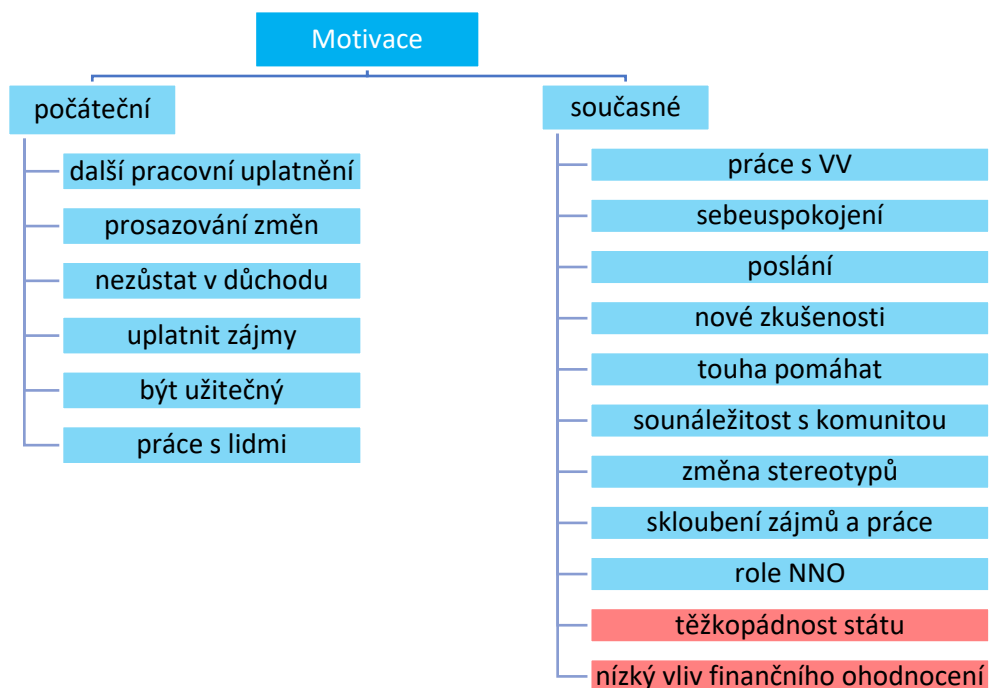 Motivace
počáteční
další pracovní uplatnění
prosazování změn
nezůstat v důchodu
uplatnit zájmy
být užitečný
práce s lidmi
současné
práce s VV
sebeuspokojení
poslání
nové zkušenosti
touha pomáhat
sounáležitost s komunitou
změna stereotypů
skloubení zájmů a práce
role NNO
těžkopádnost státu
nízký vliv finančního ohodnocení